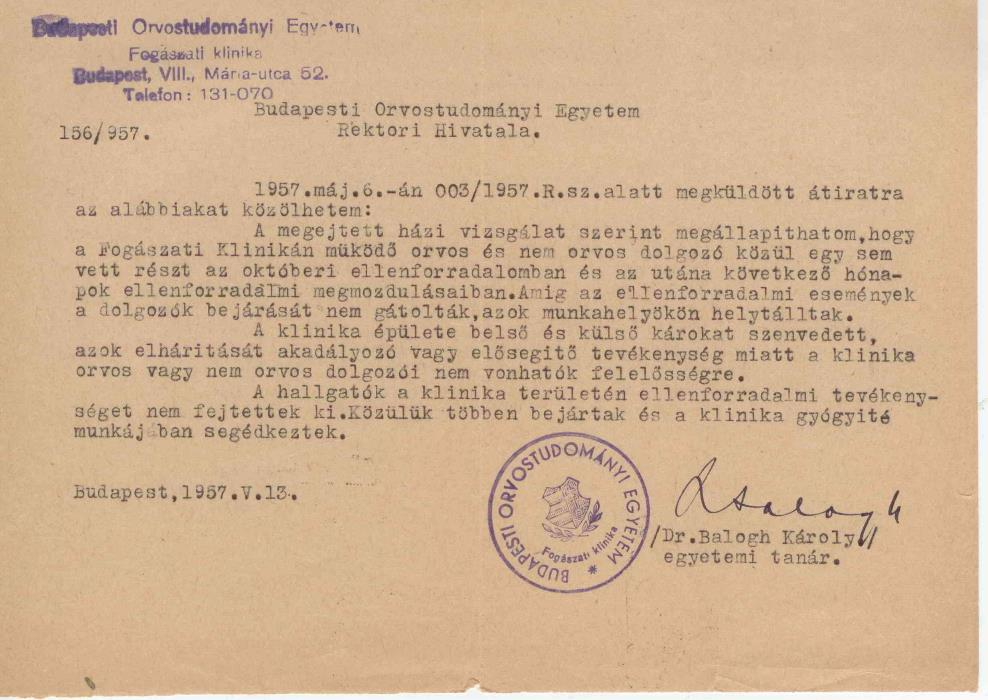 Budapesti Orvostudományi Egyetem
Fogászati klinika
Budapest, VIII., Mária-utca 52.
Telefon: 131-070
Budapesti Orvostudományi Egyetem
156/957. Rektori Hivatala.
1957.máj.6.-án 003/1957.R.sz.alatt megküldött átiratra
az alábbiakat közölhetem:
A megejtett házi vizsgálat szerint megállapithatom,hogy
a Fogászati Klinikán müködő orvos és nem orvos dolgozó közül egy sem
vett részt az októberi ellenforradalomban és az utána következő hóna-
pok ellenforradalmi megmozdulásaiban.Amig az ellenforradalmi események
a dolgozók bejárását nem gátolták,azok munkahelyökön helytálltak.
A klinika épülete belső és külső károkat szenvedett,
azok elháritását akadályozó vagy elősegitő tevékenység miatt a klinika
orvos vagy nem orvos dolgozói nem vonhatók felelősségre.
A hallgatók a klinika területén ellenforradalmi tevékeny-
séget nem fejtettek ki.Közülük többen bejártak és a klinika gyógyité
munkájában segédkeztek.
Budapest,1957.V.13.
BUDAPESTI ORVOSTUDOMÁNYI EGYETEM *
Fogászati klinika
Balogh K
/Dr.Balogh Károly/
egyetemi tanár.